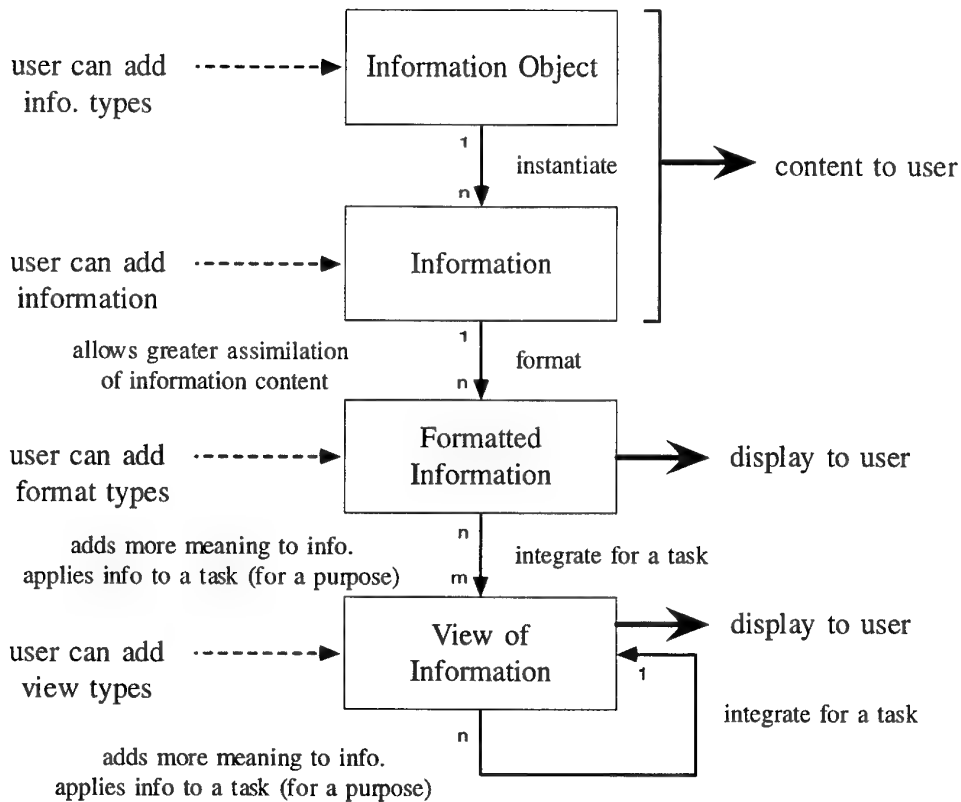 user can add
info. types
Information Object
1
instantiate
n
content to user
user can add
information
Information
1
allows greater assimilation
of information content
format
n
user can add
format types
Formatted
Information
display to user
n
adds more meaning to info.
applies info to a task (for a purpose)
integrate for a task
m
user can add
view types
View of
Information
display to user
1
integrate for a task
n
adds more meaning to info.
applies info to a task (for a purpose)